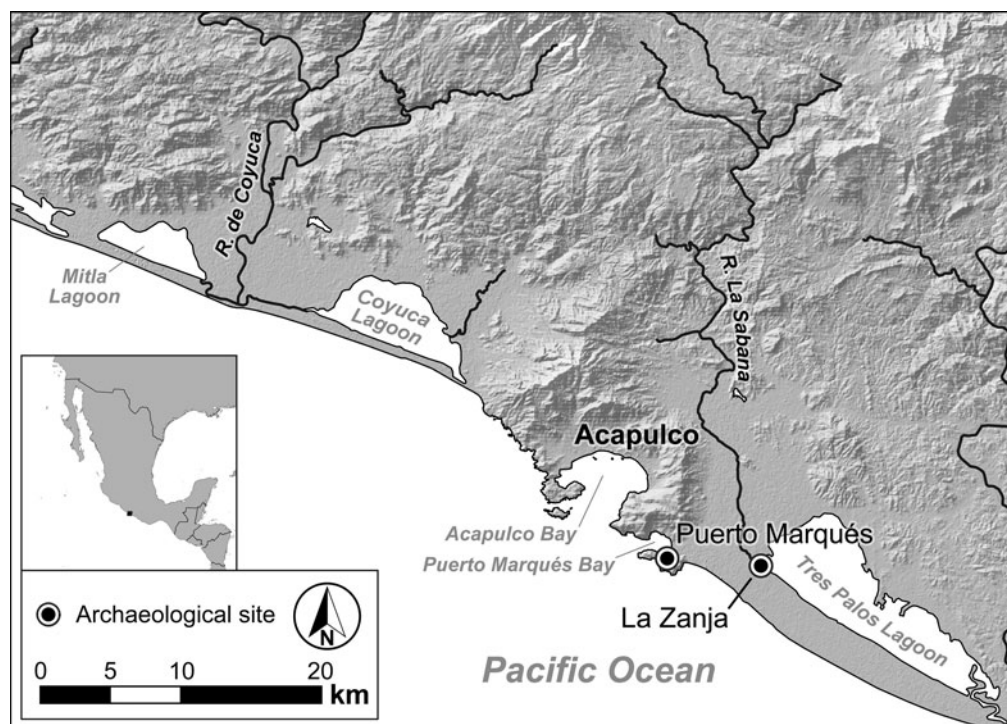 R. de Coyuca
Mitla
Lagoon
Coyuca
Lagoon
R. La Sabana
Acapulco
Acapulco Bay
Puerto Marqués
Puerto Marqués Bay
La Zanja
Tres Palos Lagoon
Pacific Ocean
Archaeological site
N
0 5 10 20
km